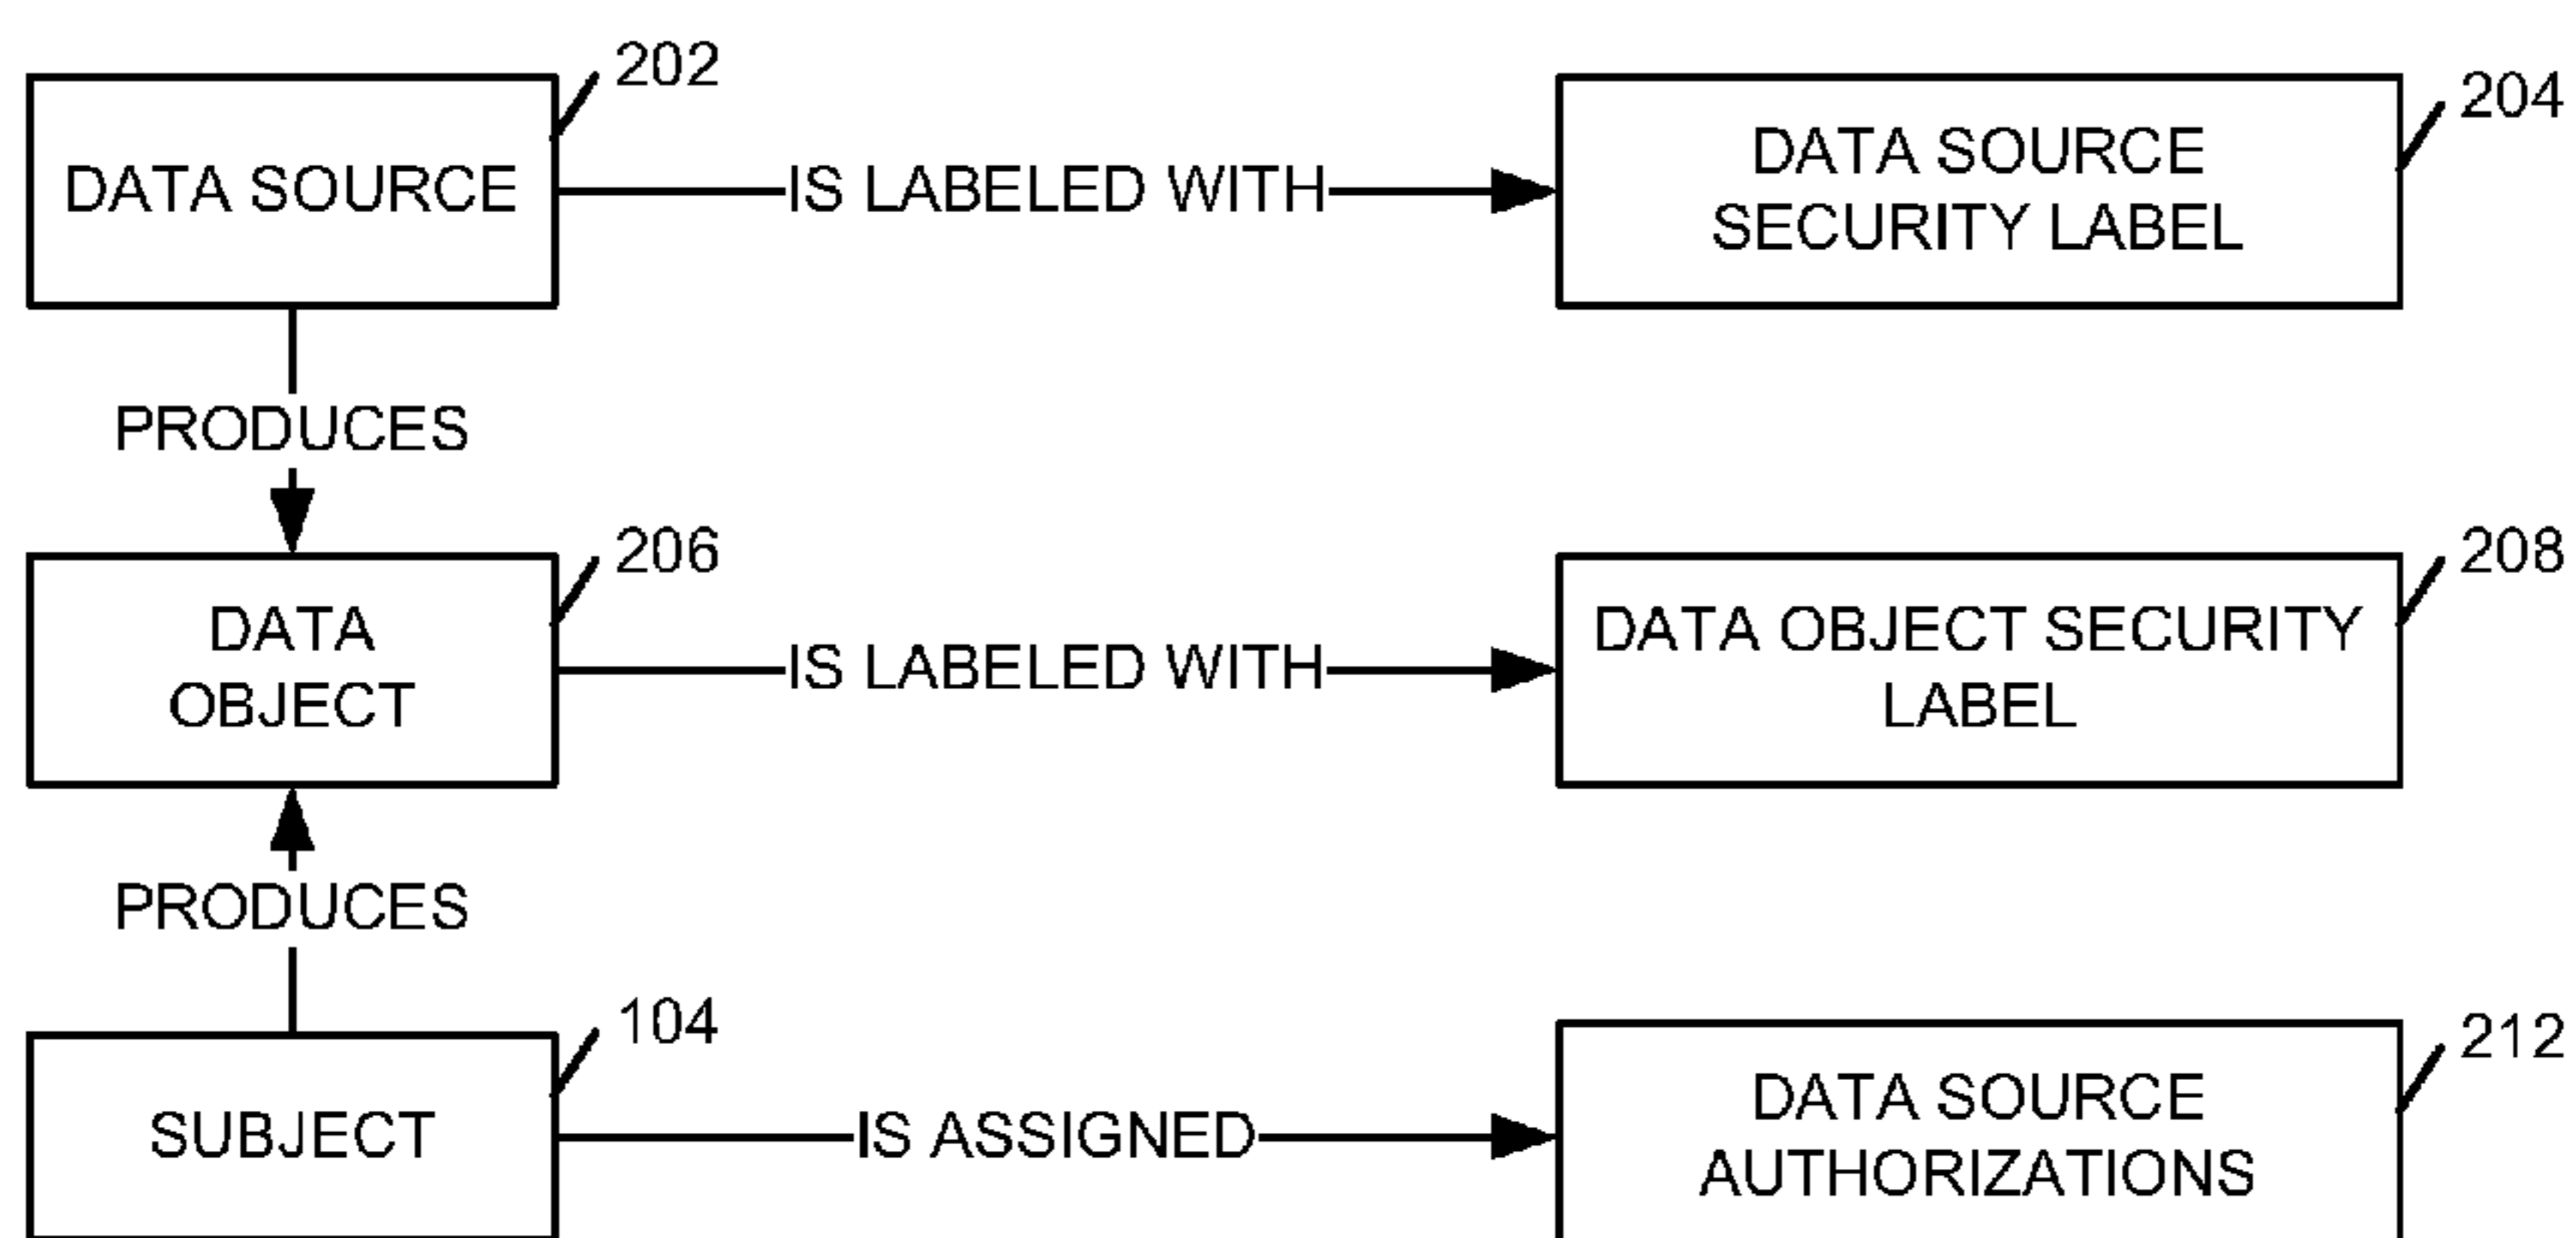 202
204
DATA SOURCE
IS LABELED WITH
DATA SOURCE
SECURITY LABEL
PRODUCES
206
208
DATA
OBJECT
IS LABELED WITH
DATA OBJECT SECURITY
LABEL
PRODUCES
104
212
SUBJECT
IS ASSIGNED
DATA SOURCE
AUTHORIZATIONS